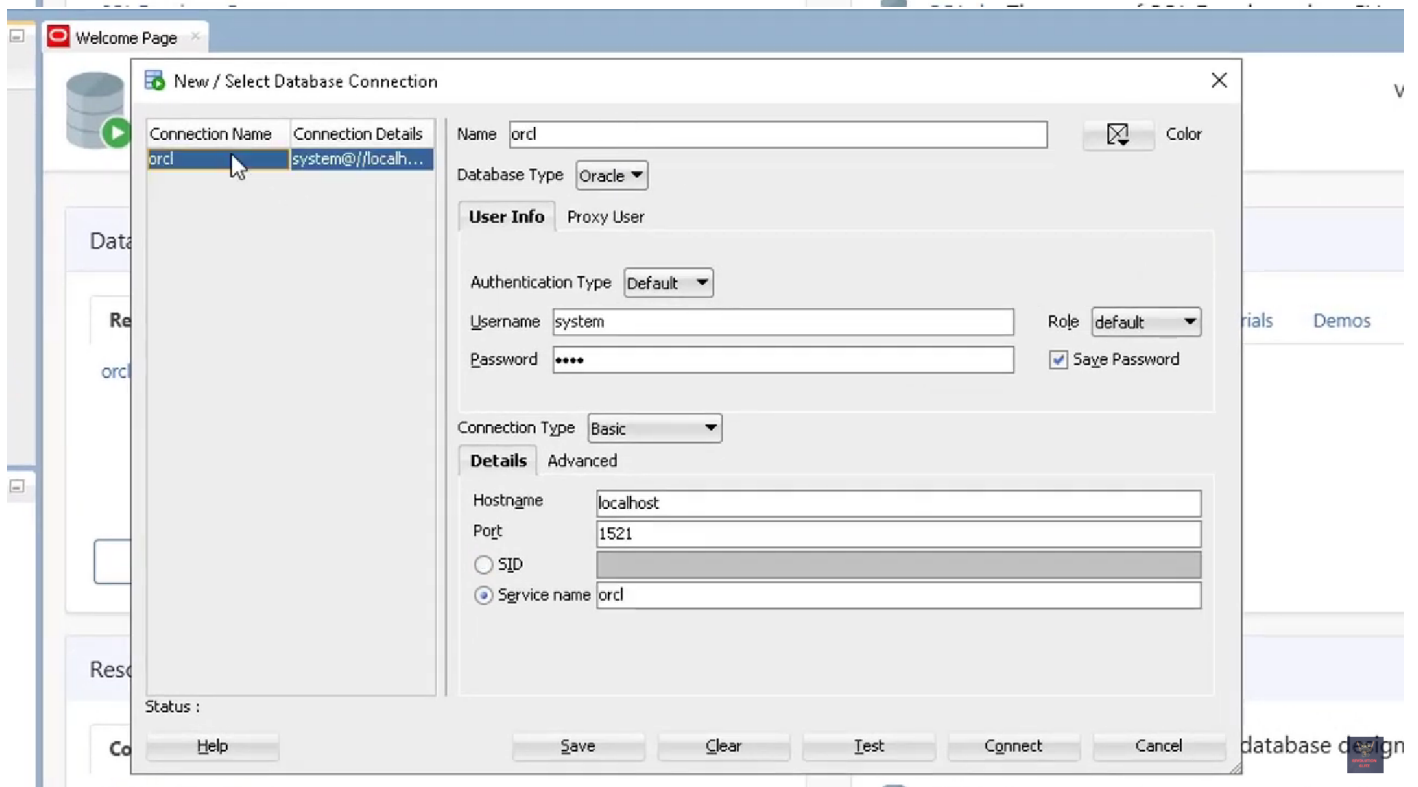 Welcome Page
New / Select Database Connection
Connection Name Connection Details
orcl system@//localh...
Name orcl Color
Database Type Oracle
User Info Proxy User
Authentication Type Default
Username system Role default
Password •••• Save Password
Connection Type Basic
Details Advanced
Hostname localhost
Port 1521
SID
Service name orcl
Status :
Help Save Clear Test Connect Cancel
Data
Re
orcl
rials Demos
Reso
Co
database design